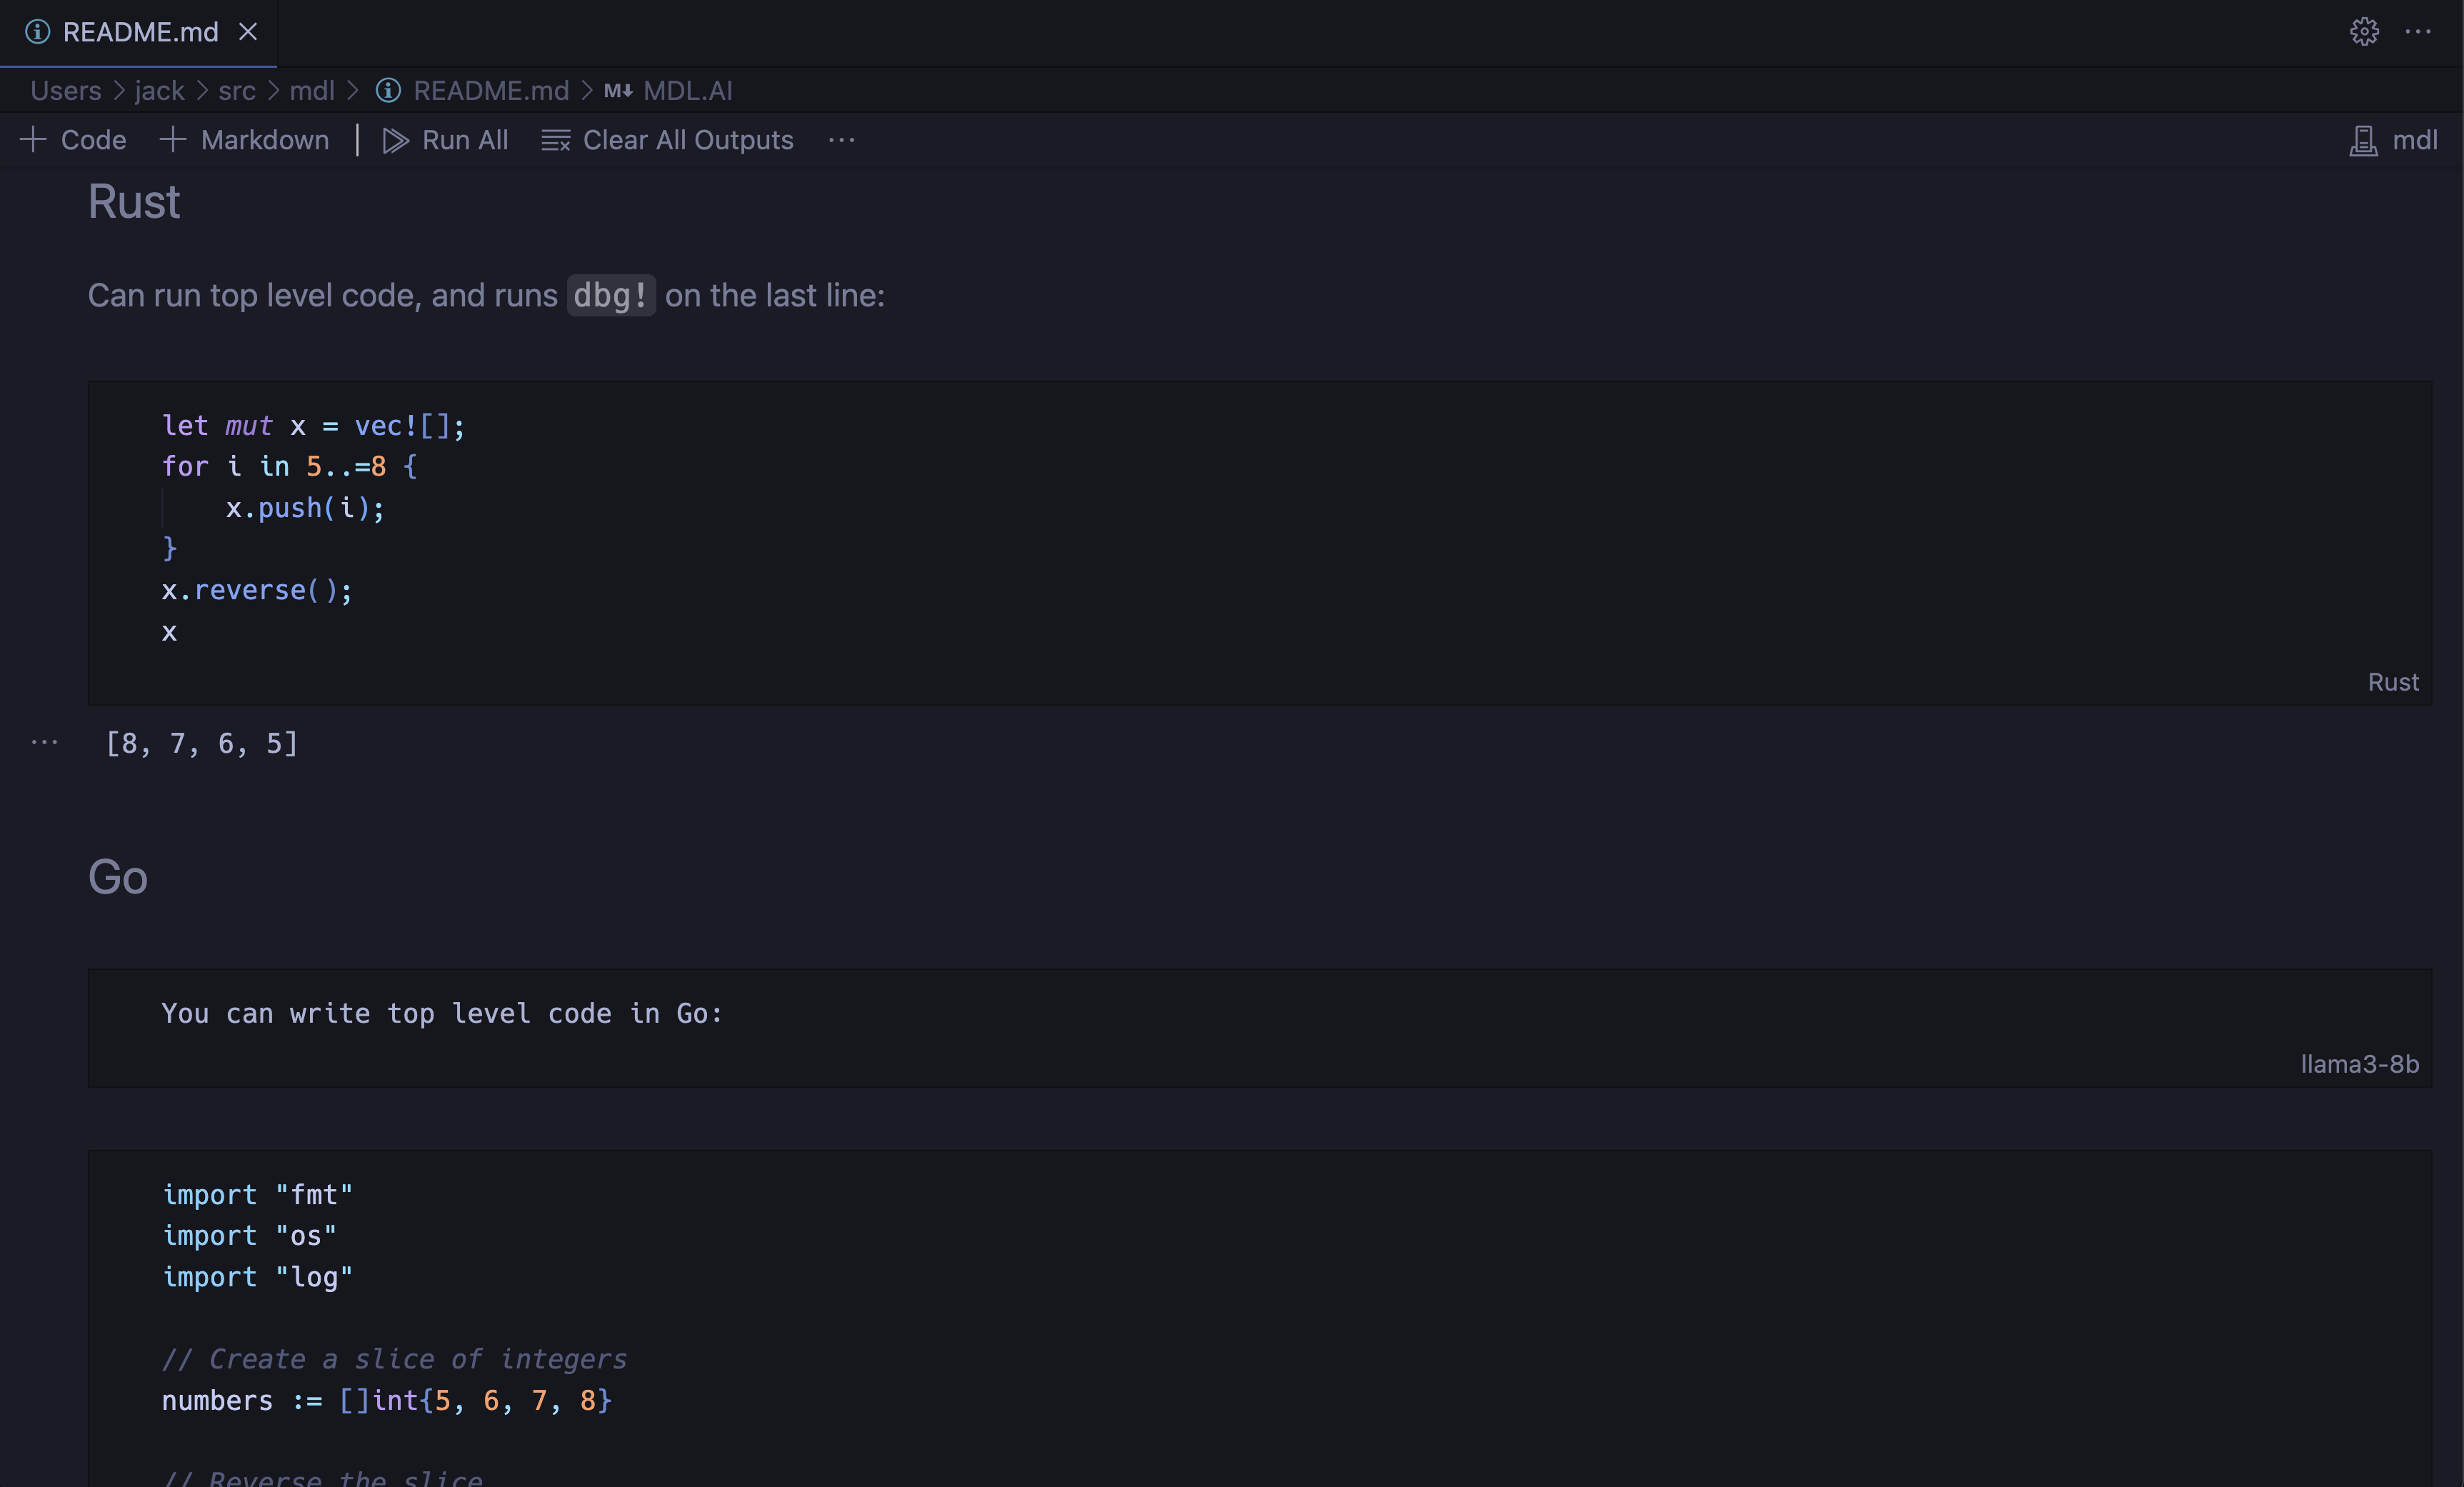 README.md
Users > jack > src > mdl > README.md > M↓ MDL.AI
+ Code + Markdown | Run All Clear All Outputs ··· mdl
Rust
Can run top level code, and runs dbg! on the last line:
let mut x = vec![];
for i in 5..=8 {
    x.push(i);
}
x.reverse();
x
Rust
[8, 7, 6, 5]
Go
You can write top level code in Go:
llama3-8b
import "fmt"
import "os"
import "log"
// Create a slice of integers
numbers := []int{5, 6, 7, 8}
// Reverse the slice